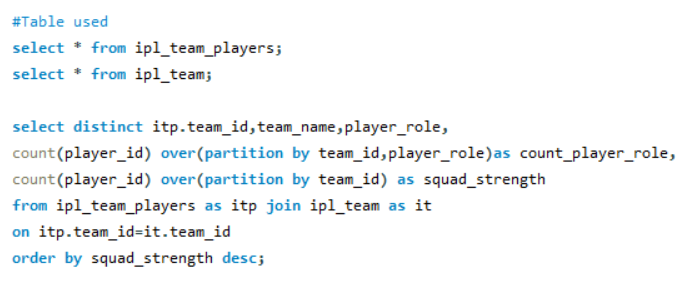 #Table used
select * from ipl_team_players;
select * from ipl_team;
select distinct itp.team_id,team_name,player_role,
count(player_id) over(partition by team_id,player_role)as count_player_role,
count(player_id) over(partition by team_id) as squad_strength
from ipl_team_players as itp join ipl_team as it
on itp.team_id=it.team_id
order by squad_strength desc;